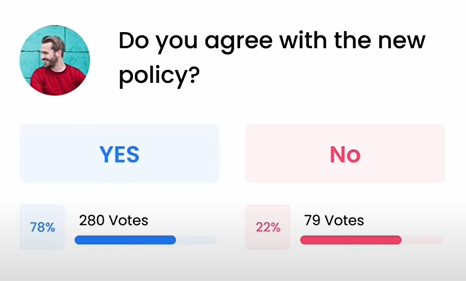 Do you agree with the new
policy?
YES
No
78%
280 Votes
22%
79 Votes